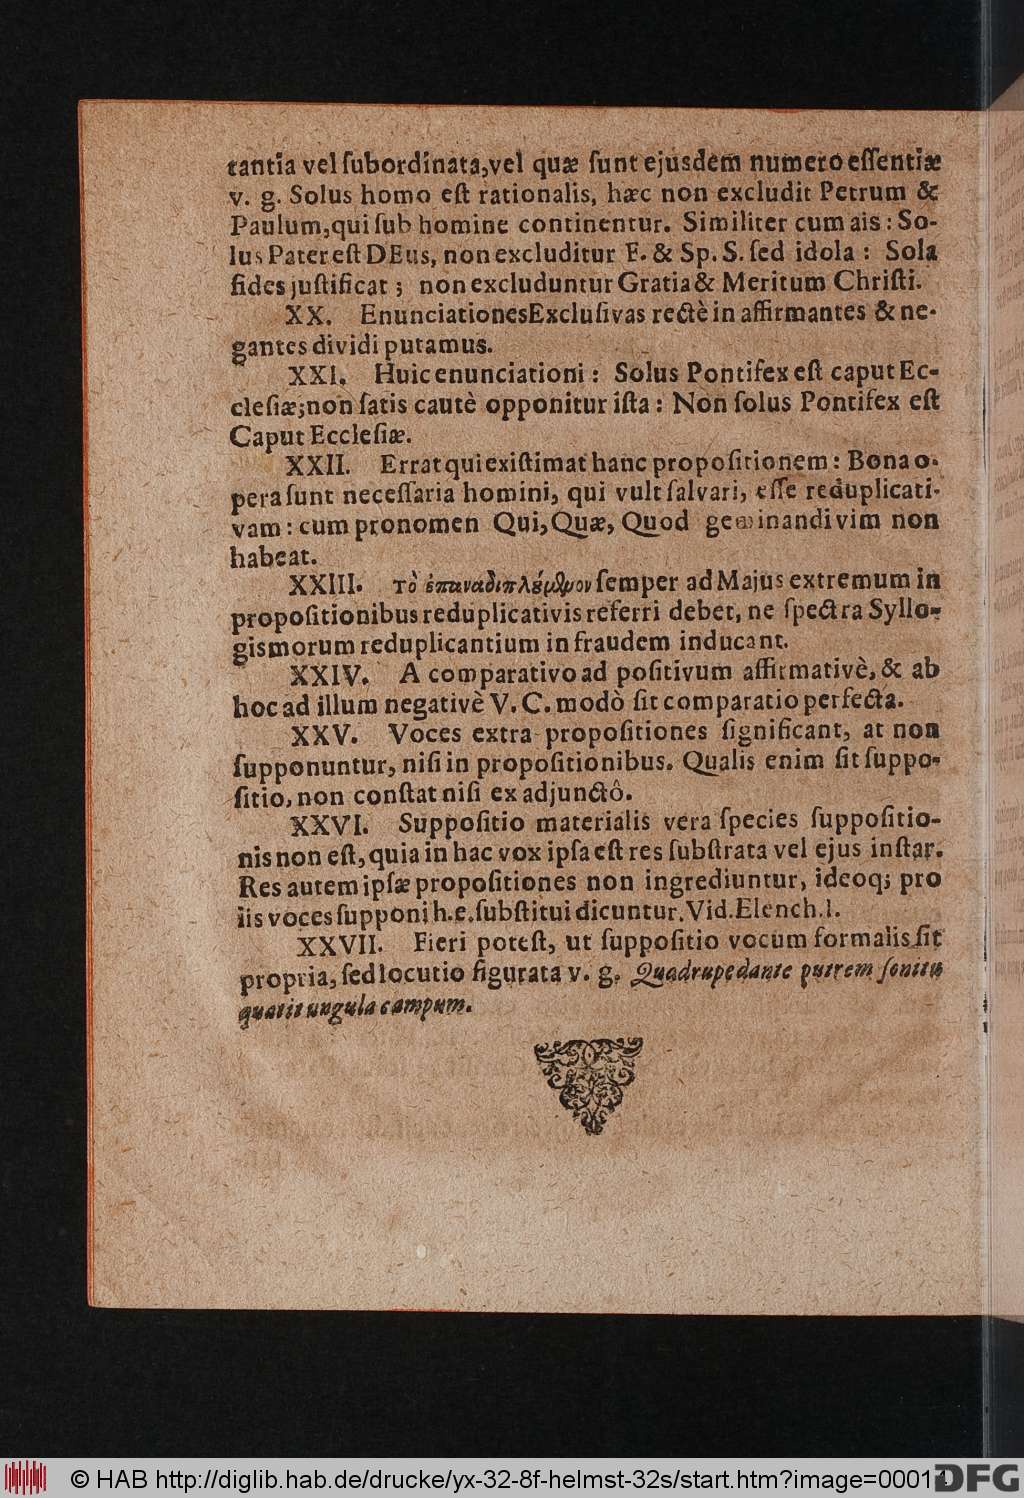 tantia vel ſubordinata, vel quæ ſunt ejusdem numero eſſentiæ
v. g. Solus homo eſt rationalis, hæc non excludit Petrum &
Paulum, qui ſub homine continentur. Similiter cum ais: So-
lus Pater eſt DEus, non excluditur F. & Sp. S. ſed idola: Sola
fides juſtificat; non excluduntur Gratia & Meritum Chriſti.
XX. Enunciationes Excluſivas rectè in affirmantes & ne-
gantes dividi putamus.
XXI. Huic enunciationi: Solus Pontifex eſt caput Ec-
cleſiæ; non ſatis cautè opponitur iſta: Non ſolus Pontifex eſt
Caput Eccleſiæ.
XXII. Errat qui exiſtimat hanc propoſitionem: Bona o-
pera ſunt neceſſaria homini, qui vult ſalvari, eſſe reduplicati-
vam: cum pronomen Qui, Quæ, Quod geminandi vim non
habeat.
XXIII. τὸ ſemper ad Majus extremum in
propoſitionibus reduplicativis referri debet, ne ſpectra Syllo-
gismorum reduplicantium in fraudem inducant.
XXIV. A comparativo ad poſitivum affirmativè, & ab
hoc ad illum negativè V. C. modò ſit comparatio perfecta.
XXV. Voces extra propoſitiones ſignificant, at non
ſupponuntur, niſi in propoſitionibus. Qualis enim ſit ſuppo-
ſitio, non conſtat niſi ex adjunctô.
XXVI. Suppoſitio materialis vera ſpecies ſuppoſitio-
nis non eſt, quia in hac vox ipſa eſt res ſubſtrata vel ejus inſtar.
Res autem ipſæ propoſitiones non ingrediuntur, ideoq; pro
iis voces ſupponi h. e. ſubſtitui dicuntur. Vid. Elench. I.
XXVII. Fieri poteſt, ut ſuppoſitio vocum formalis ſit
propria, ſed locutio figurata v. g. Quadrupedante putrem ſonitu
quatit ungula campum.
© HAB http://diglib.hab.de/drucke/yx-32-8f-helmst-32s/start.htm?image=00014
DFG